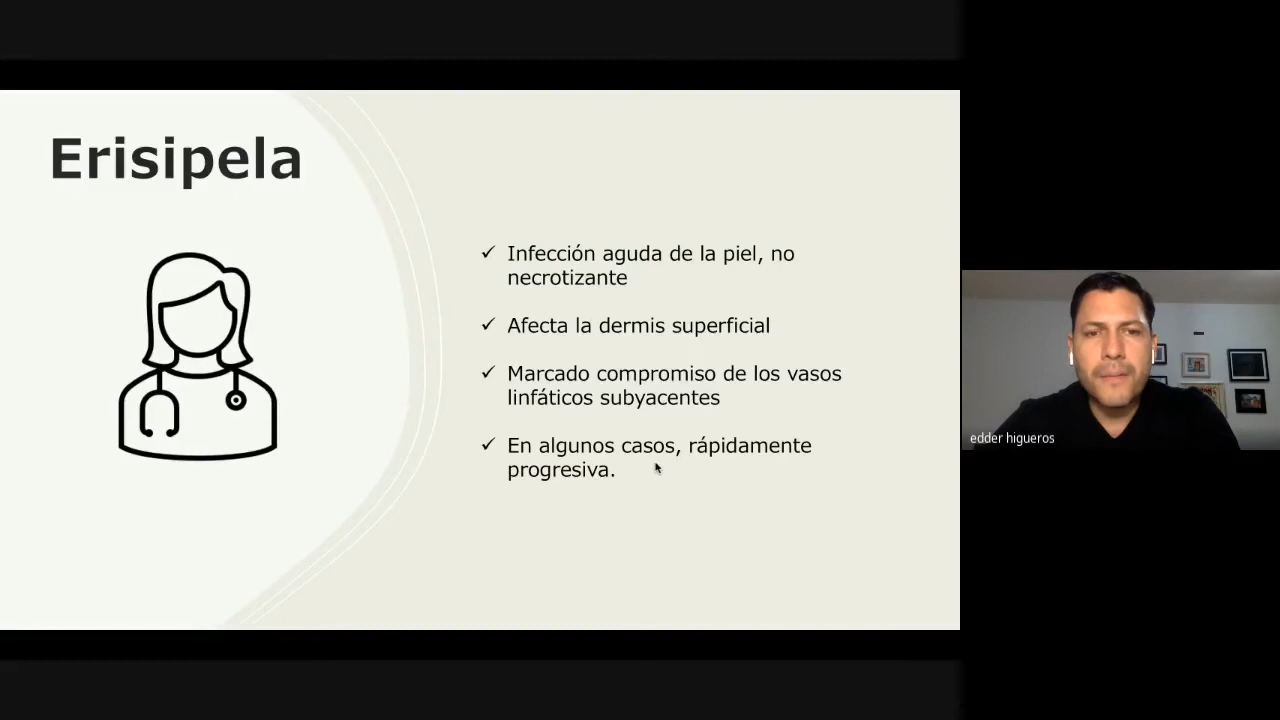 Erisipela
✓ Infección aguda de la piel, no
necrotizante
✓ Afecta la dermis superficial
✓ Marcado compromiso de los vasos
linfáticos subyacentes
✓ En algunos casos, rápidamente
progresiva.
edder higueros